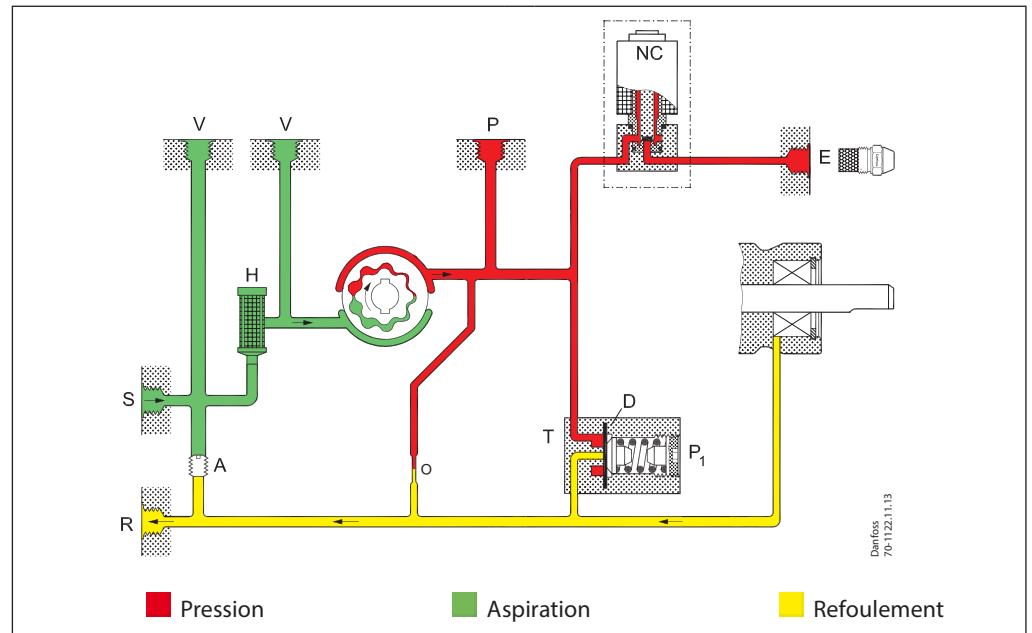 NC
V V P
E
H
S
D
T
P1
A
O
R
Danfoss
70-1122.11.13
Pression Aspiration Refoulement